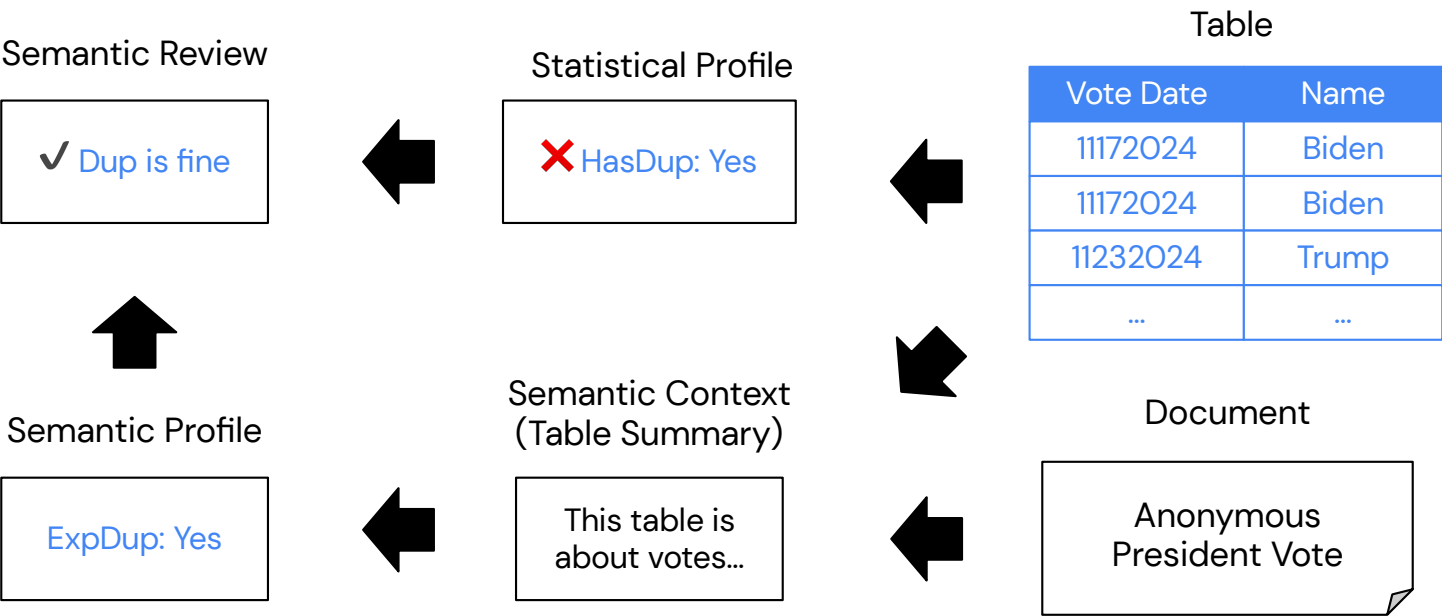 Semantic Review
✔ Dup is fine
Statistical Profile
❌ HasDup: Yes
Table
Vote Date Name
11172024 Biden
11172024 Biden
11232024 Trump
... ...
Semantic Profile
ExpDup: Yes
Semantic Context
(Table Summary)
This table is
about votes...
Document
Anonymous
President Vote